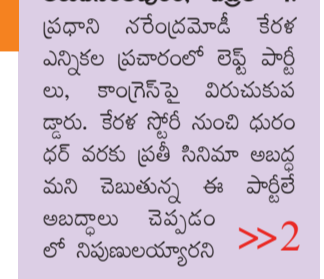 ప్రధాని నరేంద్రమోడీ కేరళ
ఎన్నికల ప్రచారంలో లెఫ్ట్ పార్టీ
లు, కాంగ్రెస్‌పై విరుచుకుప
డ్డారు. కేరళ స్టోరీ నుంచి ధురం
ధర్ వరకు ప్రతీ సినిమా అబద్ధ
మని చెబుతున్న ఈ పార్టీలే
అబద్ధాలు చెప్పడం
లో నిపుణులయ్యారని >>2